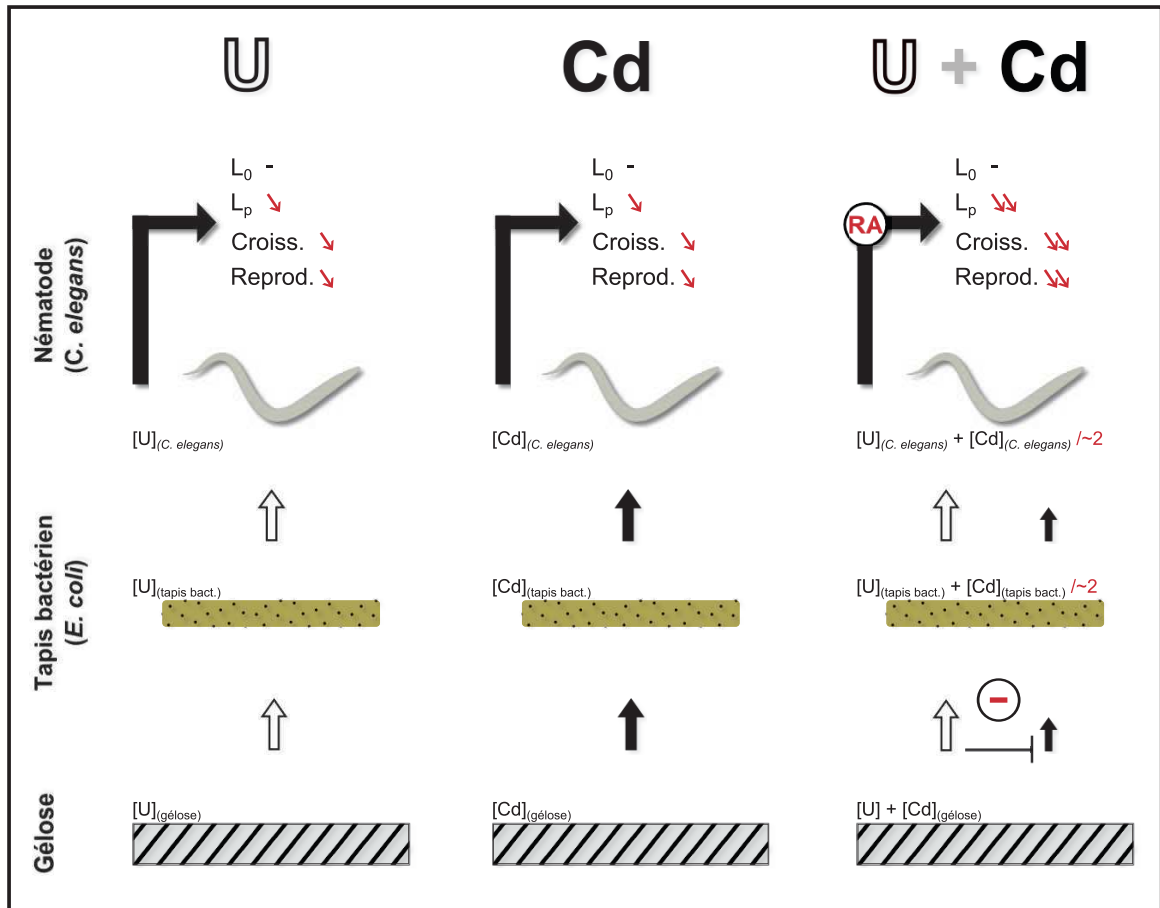 U
Cd
U + Cd
Nématode
(C. elegans)
L0 -
Lp ↘
Croiss. ↘
Reprod. ↘
L0 -
Lp ↘
Croiss. ↘
Reprod. ↘
RA
L0 -
Lp ↘↘
Croiss. ↘↘
Reprod. ↘↘
[U](C. elegans)
[Cd](C. elegans)
[U](C. elegans) + [Cd](C. elegans) /~2
Tapis bactérien
(E. coli)
[U](tapis bact.)
[Cd](tapis bact.)
[U](tapis bact.) + [Cd](tapis bact.) /~2
-
Gélose
[U](gélose)
[Cd](gélose)
[U] + [Cd](gélose)